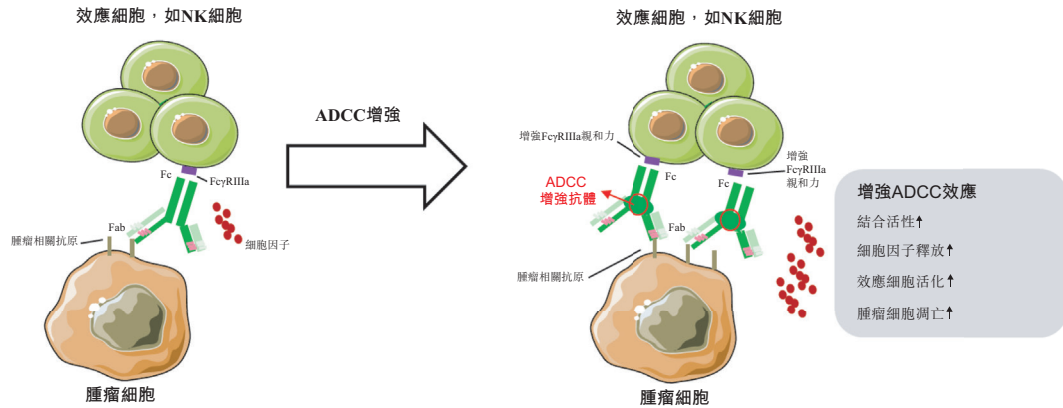 效應細胞,如NK細胞
Fc
FcγRIIIa
Fab
腫瘤相關抗原
細胞因子
腫瘤細胞
ADCC增強
效應細胞,如NK細胞
增強FcγRIIIa親和力
Fc
Fc
增強
FcγRIIIa
親和力
ADCC
增強抗體
Fab
腫瘤相關抗原
腫瘤細胞
增強ADCC效應
結合活性↑
細胞因子釋放↑
效應細胞活化↑
腫瘤細胞凋亡↑